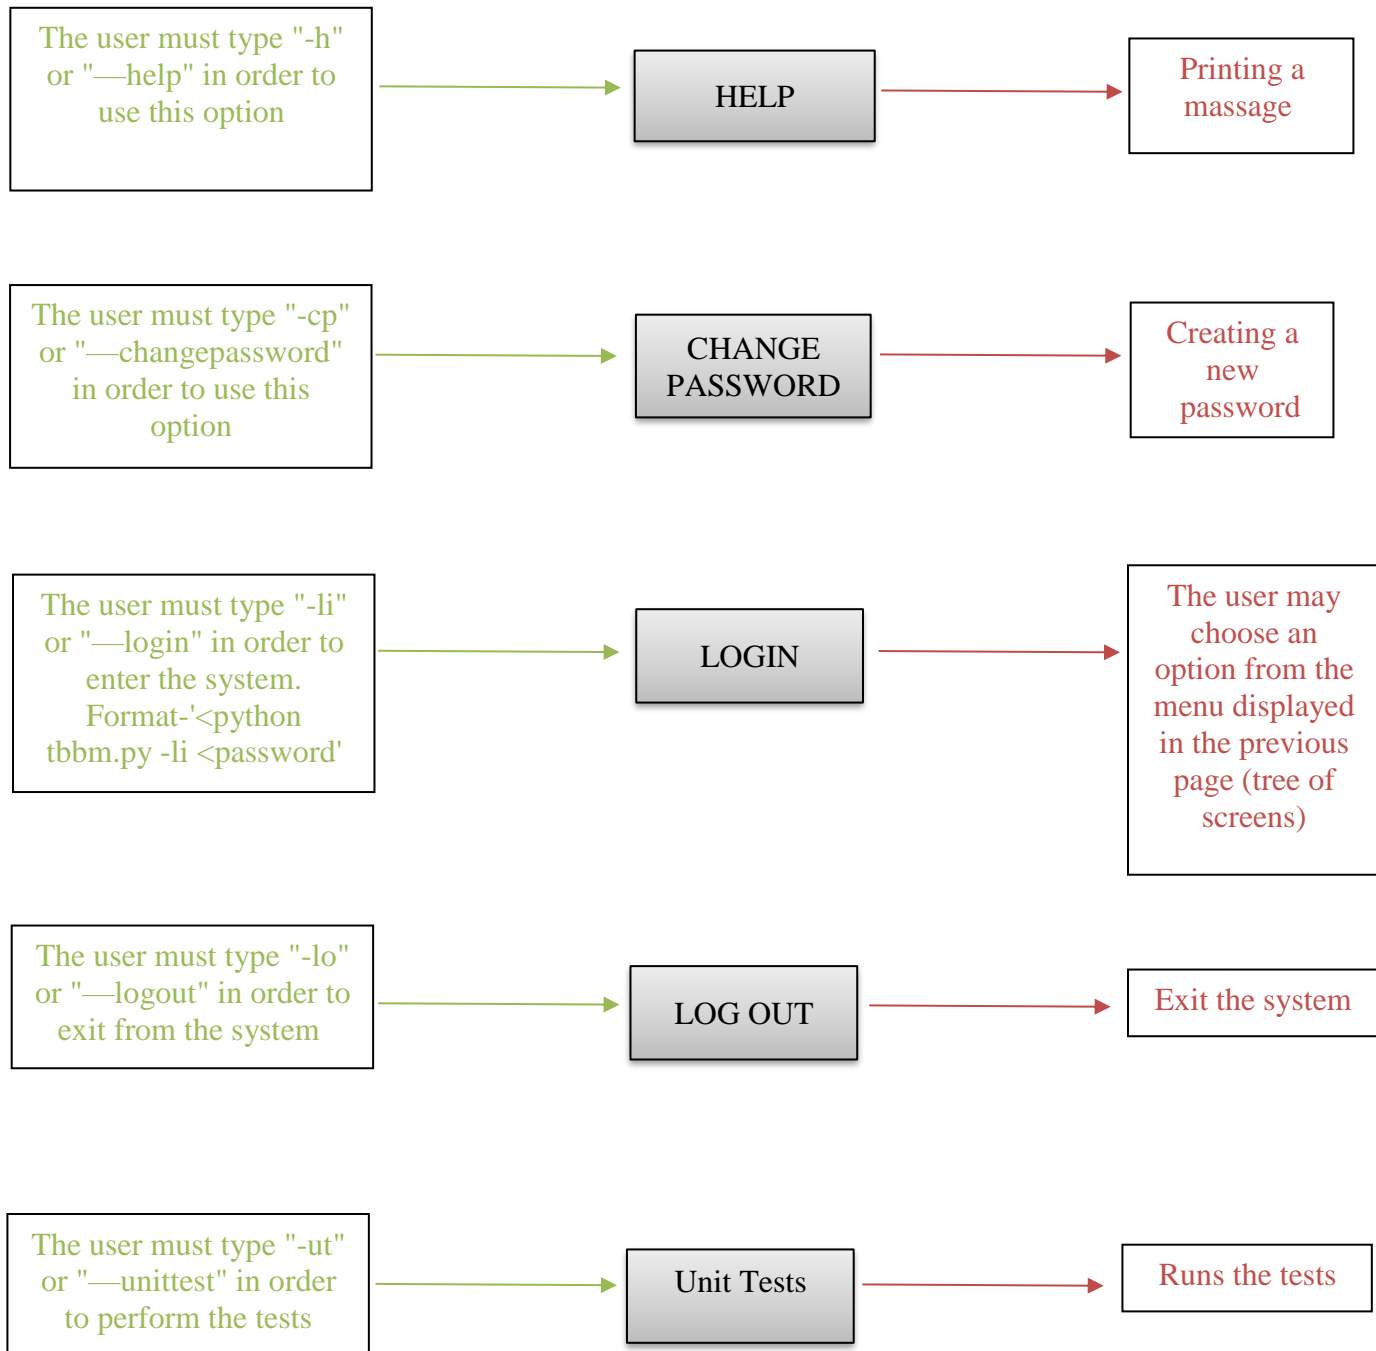 The user must type "-h"
or "—help" in order to
use this option
HELP
Printing a
massage
The user must type "-cp"
or "—changepassword"
in order to use this
option
CHANGE
PASSWORD
Creating a
new
password
The user must type "-li"
or "—login" in order to
enter the system.
Format-'<python
tbbm.py -li <password'
LOGIN
The user may
choose an
option from the
menu displayed
in the previous
page (tree of
screens)
The user must type "-lo"
or "—logout" in order to
exit from the system
LOG OUT
Exit the system
The user must type "-ut"
or "—unittest" in order
to perform the tests
Unit Tests
Runs the tests